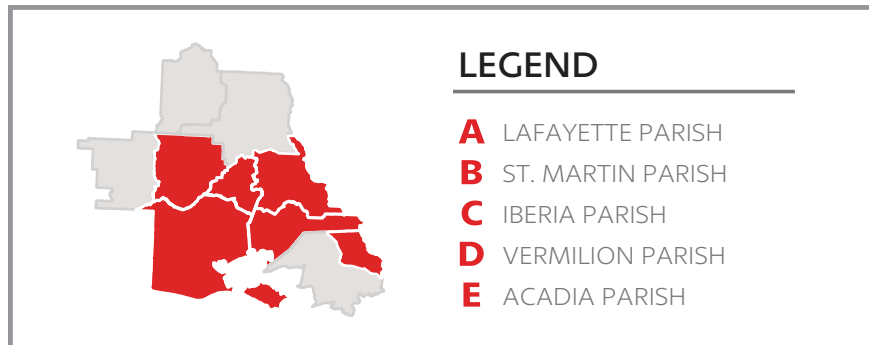 LEGEND
A LAFAYETTE PARISH
B ST. MARTIN PARISH
C IBERIA PARISH
D VERMILION PARISH
E ACADIA PARISH